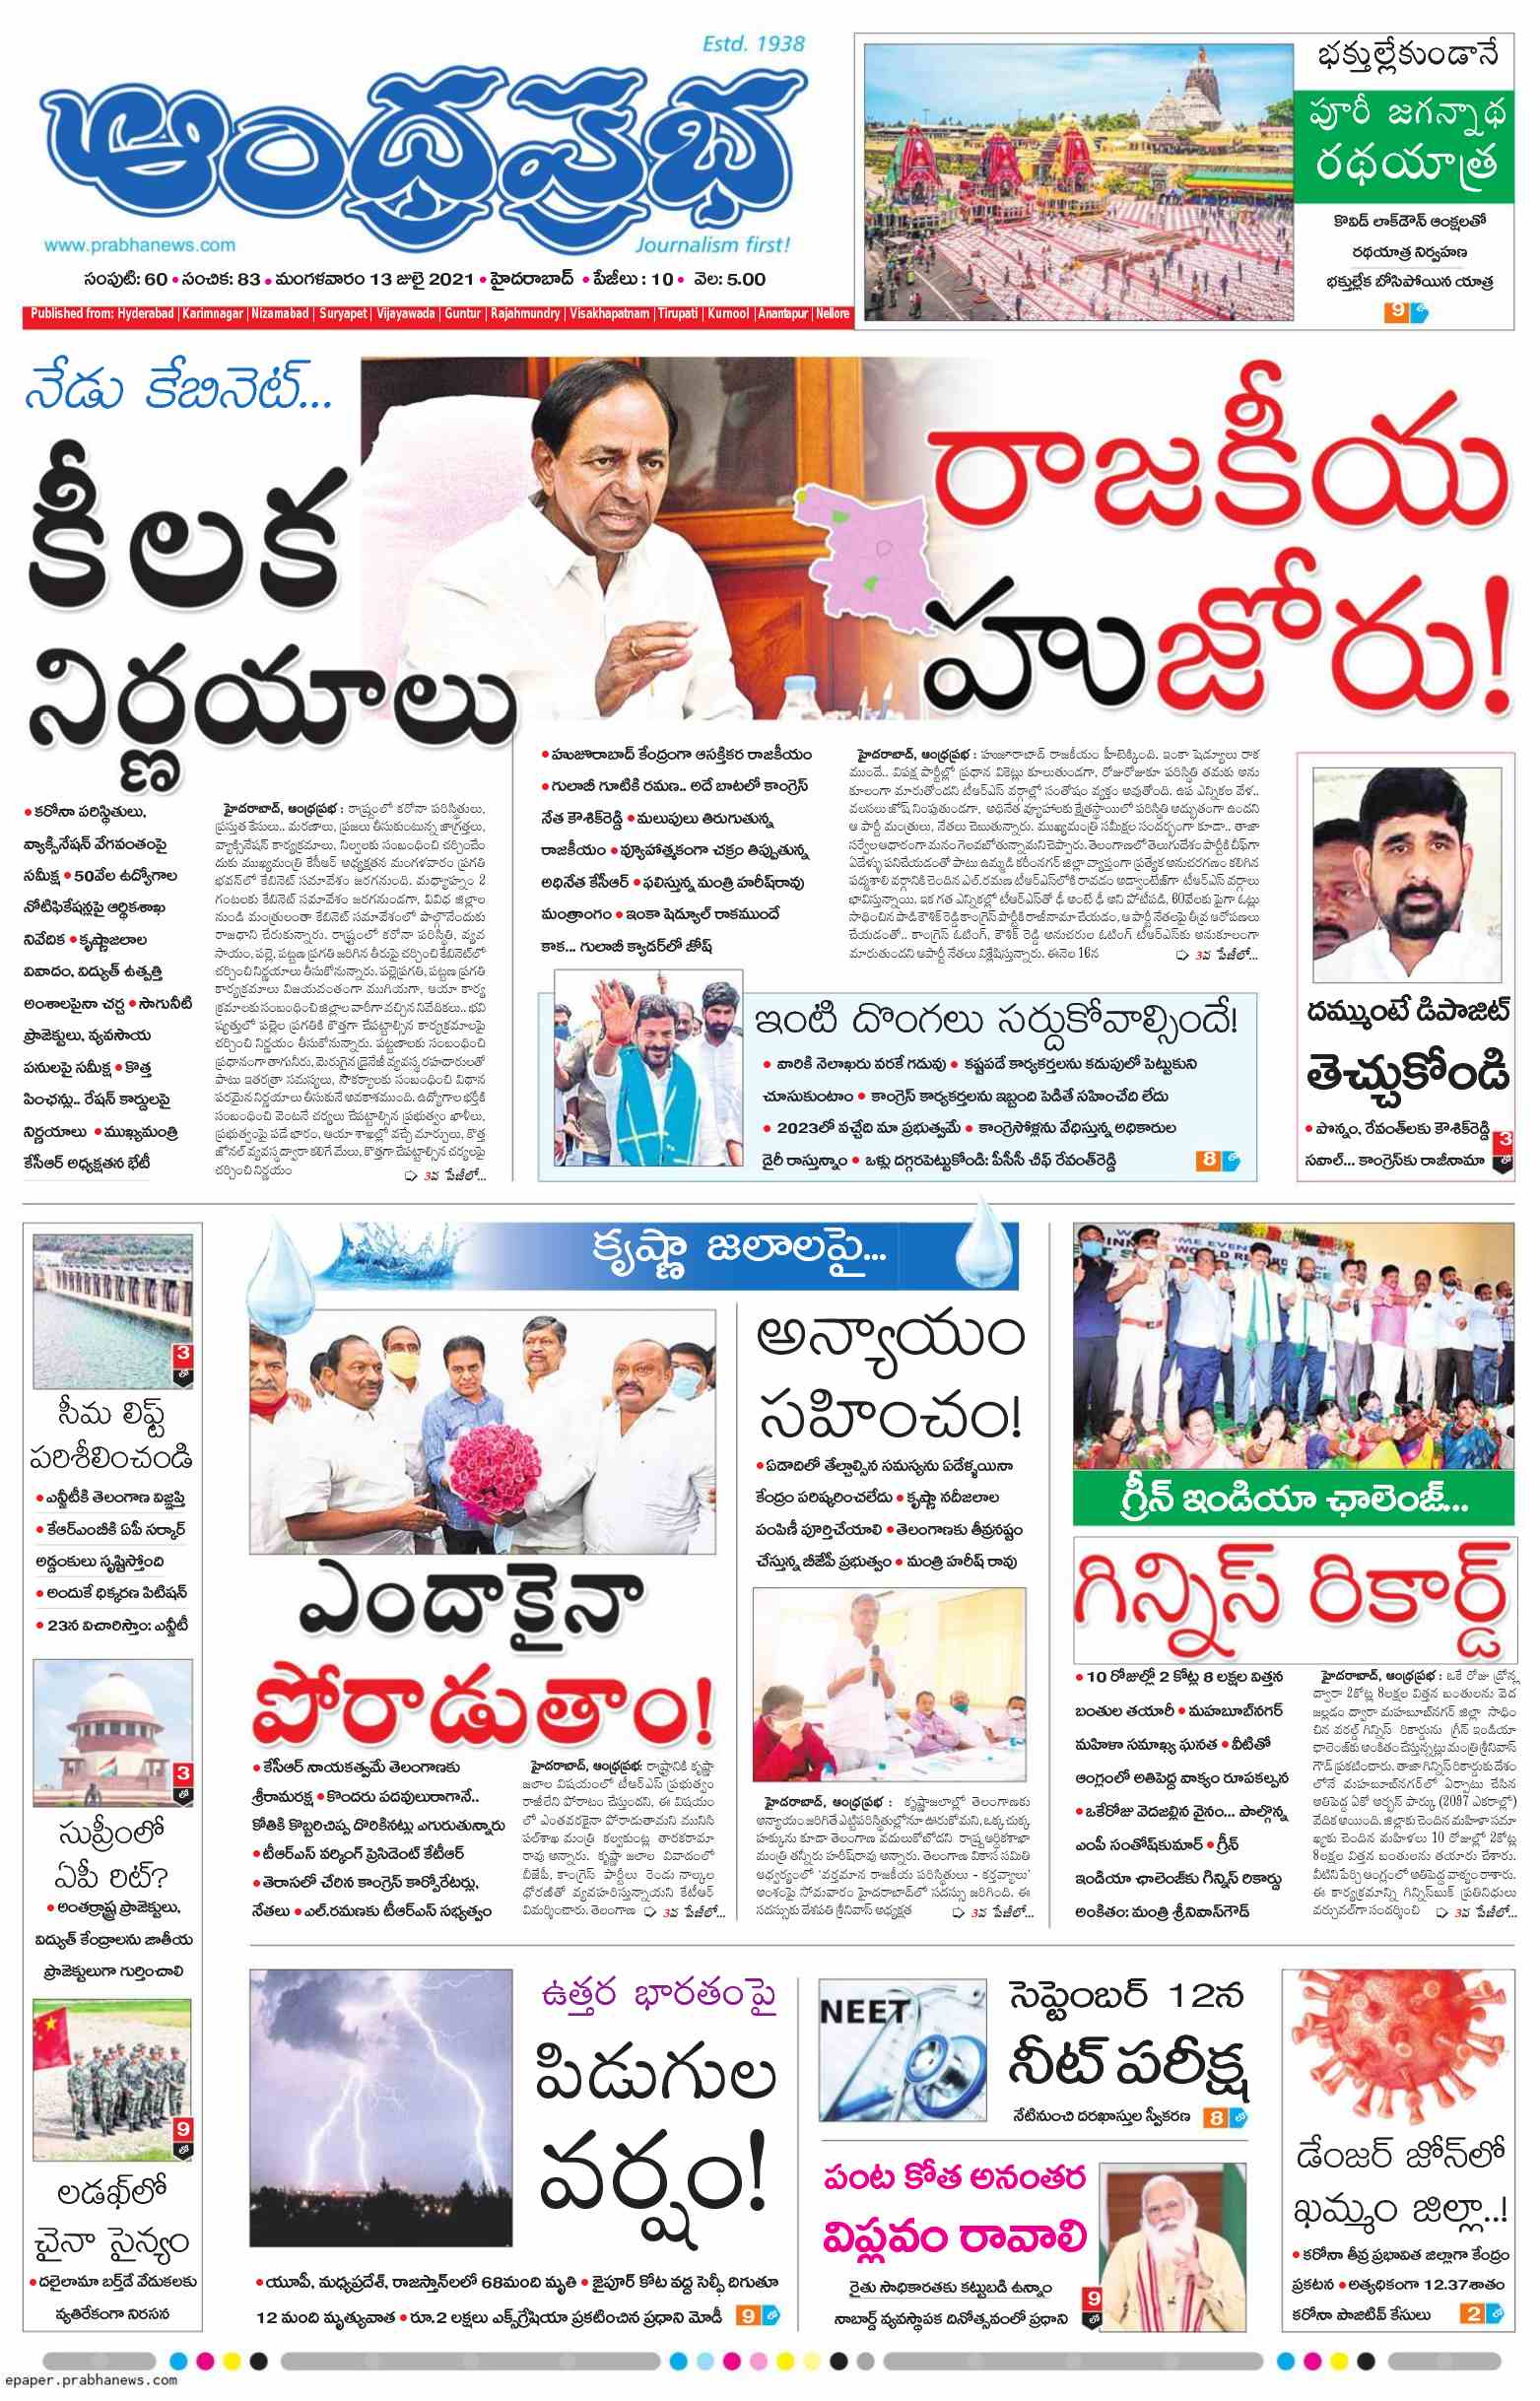 Estd. 1938
ఆంధ్రప్రభ
www.prabhanews.com
Journalism first!
సంపుటి: 60 • సంచిక: 83 • మంగళవారం 13 జులై 2021 • హైదరాబాద్ • పేజీలు : 10 • వెల: 5.00
Published from: Hyderabad | Karimnagar | Nizamabad | Suryapet | Vijayawada | Guntur | Rajahmundry | Visakhapatnam | Tirupati | Kurnool | Anantapur | Nellore
భక్తుల్లేకుండానే
పూరీ జగన్నాథ
రథయాత్ర
కొవిడ్ లాక్‌డౌన్ ఆంక్షలతో
రథయాత్ర నిర్వహణ
భక్తుల్లేక బోసిపోయిన యాత్ర
9 లో
నేడు కేబినెట్...
కీలక
నిర్ణయాలు
• కరోనా పరిస్థితులు,
వ్యాక్సినేషన్ వేగవంతంపై
సమీక్ష • 50వేల ఉద్యోగాల
నోటిఫికేషన్లపై ఆర్థికశాఖ
నివేదిక • కృష్ణాజలాల
వివాదం, విద్యుత్ ఉత్పత్తి
అంశాలపైనా చర్చ • సాగునీటి
ప్రాజెక్టులు, వ్యవసాయ
పనులపై సమీక్ష • కొత్త
పింఛన్లు.. రేషన్ కార్డులపై
నిర్ణయాలు • ముఖ్యమంత్రి
కేసీఆర్ అధ్యక్షతన భేటీ
హైదరాబాద్, ఆంధ్రప్రభ : రాష్ట్రంలో కరోనా పరిస్థితులు,
ప్రస్తుత కేసులు.. మరణాలు, ప్రజలు తీసుకుంటున్న జాగ్రత్తలు,
వ్యాక్సినేషన్ కార్యక్రమాలు, నిల్వలకు సంబంధించి చర్చించేం
దుకు ముఖ్యమంత్రి కేసీఆర్ అధ్యక్షతన మంగళవారం ప్రగతి
భవన్‌లో కేబినెట్ సమావేశం జరగనుంది. మధ్యాహ్నం 2
గంటలకు కేబినెట్ సమావేశం జరగనుండగా, వివిధ జిల్లాల
నుండి మంత్రులంతా కేబినెట్ సమావేశంలో పాల్గొనేందుకు
రాజధాని చేరుకున్నారు. రాష్ట్రంలో కరోనా పరిస్థితి, వ్యవ
సాయం, పల్లె, పట్టణ ప్రగతి జరిగిన తీరుపై చర్చించి కేబినెట్‌లో
చర్చించి నిర్ణయాలు తీసుకోనున్నారు. పల్లెప్రగతి, పట్టణ ప్రగతి
కార్యక్రమాలు విజయవంతంగా ముగియగా, ఆయా కార్య
క్రమాలకు సంబంధించి జిల్లాల వారీగా వచ్చిన నివేదికలు.. భవి
ష్యత్తులో పల్లెల ప్రగతికి కొత్తగా చేపట్టాల్సిన కార్యక్రమాలపై
చర్చించి నిర్ణయం తీసుకోనున్నారు. పట్టణాలకు సంబంధించి
ప్రధానంగా తాగునీరు, మెరుగైన డ్రైనేజీ వ్యవస్థ, రహదారులతో
పాటు ఇతరత్రా సమస్యలు, సౌకర్యాలకు సంబంధించి విధాన
పరమైన నిర్ణయాలు తీసుకునే అవకాశముంది. ఉద్యోగాల భర్తీకి
సంబంధించి వెంటనే చర్యలు చేపట్టాల్సిన ప్రభుత్వం ఖాళీలు,
ప్రభుత్వంపై పడే భారం, ఆయా శాఖల్లో వచ్చే మార్పులు, కొత్త
జోనల్ వ్యవస్థ ద్వారా కలిగే మేలు, కొత్తగా చేపట్టాల్సిన చర్యలపై
చర్చించి నిర్ణయం 3వ పేజీలో...
రాజకీయ
హుజోరు!
• హుజూరాబాద్ కేంద్రంగా ఆసక్తికర రాజకీయం
• గులాబీ గూటికి రమణ.. అదే బాటలో కాంగ్రెస్
నేత కౌశిక్‌రెడ్డి • మలుపులు తిరుగుతున్న
రాజకీయం • వ్యూహాత్మకంగా చక్రం తిప్పుతున్న
అధినేత కేసీఆర్ • ఫలిస్తున్న మంత్రి హరీష్‌రావు
మంత్రాంగం • ఇంకా షెడ్యూల్ రాకముందే
కాక... గులాబీ క్యాడర్‌లో జోష్
హైదరాబాద్, ఆంధ్రప్రభ : హుజూరాబాద్ రాజకీయం హీటెక్కింది. ఇంకా షెడ్యూలు రాక
ముందే.. విపక్ష పార్టీల్లో ప్రధాన వికెట్లు కూలుతుండగా, రోజురోజుకూ పరిస్థితి తమకు అను
కూలంగా మారుతోందని టీఆర్ఎస్ వర్గాల్లో సంతోషం వ్యక్తం అవుతోంది. ఉప ఎన్నికల వేళ..
వలసలు జోష్ నింపుతుండగా, అధినేత వ్యూహాలకు క్షేత్రస్థాయిలో పరిస్థితి అద్భుతంగా ఉందని
ఆ పార్టీ మంత్రులు, నేతలు చెబుతున్నారు. ముఖ్యమంత్రి సమీక్షల సందర్భంగా కూడా.. తాజా
సర్వేల ఆధారంగా మనం గెలవబోతున్నామని చెప్పారు. తెలంగాణలో తెలుగుదేశం పార్టీకి చీఫ్‌గా
ఏడేళ్ళు పనిచేయడంతో పాటు ఉమ్మడి కరీంనగర్ జిల్లా వ్యాప్తంగా ప్రత్యేక అనుచరగణం కలిగిన
పద్మశాలి వర్గానికి చెందిన ఎల్.రమణ టీఆర్ఎస్‌లోకి రావడం అడ్వాంటేజ్‌గా టీఆర్ఎస్ వర్గాలు
భావిస్తున్నాయి. ఇక గత ఎన్నికల్లో టీఆర్ఎస్‌తో ఢీ అంటే ఢీ అని పోటీపడి, 60వేలకు పైగా ఓట్లు
సాధించిన పాడి కౌశిక్ రెడ్డి కాంగ్రెస్ పార్టీకి రాజీనామా చేయడం, ఆ పార్టీ నేతలపై తీవ్ర ఆరోపణలు
చేయడంతో.. కాంగ్రెస్ ఓటింగ్, కౌశిక్ రెడ్డి అనుచరుల ఓటింగ్ టీఆర్ఎస్‌కు అనుకూలంగా
మారుతుందని ఆపార్టీ నేతలు విశ్లేషిస్తున్నారు. ఈనెల 16న 3వ పేజీలో...
ఇంటి దొంగలు సర్దుకోవాల్సిందే!
• వారికి నెలాఖరు వరకే గడువు • కష్టపడే కార్యకర్తలను కడుపులో పెట్టుకుని
చూసుకుంటాం • కాంగ్రెస్ కార్యకర్తలను ఇబ్బంది పెడితే సహించేది లేదు
• 2023లో వచ్చేది మా ప్రభుత్వమే • కాంగ్రెసోళ్లను వేధిస్తున్న అధికారుల
డైరీ రాస్తున్నాం • ఒళ్లు దగ్గరపెట్టుకోండి: పీసీసీ చీఫ్ రేవంత్‌రెడ్డి 8 లో
దమ్ముంటే డిపాజిట్
తెచ్చుకోండి
• పొన్నం, రేవంత్‌లకు కౌశిక్‌రెడ్డి
సవాల్... కాంగ్రెస్‌కు రాజీనామా 3 లో
3 లో
సీమ లిఫ్ట్
పరిశీలించండి
• ఎన్జీటీకి తెలంగాణ విజ్ఞప్తి
• కేఆర్ఎంబీకి ఏపీ సర్కార్
అడ్డంకులు సృష్టిస్తోంది
• అందుకే ధిక్కరణ పిటిషన్
• 23న విచారిస్తాం: ఎన్జీటీ
3 లో
సుప్రీంలో
ఏపీ రిట్?
• అంతర్రాష్ట్ర ప్రాజెక్టులు,
విద్యుత్ కేంద్రాలను జాతీయ
ప్రాజెక్టులుగా గుర్తించాలి
9 లో
లడఖ్‌లో
చైనా సైన్యం
• దలైలామా బర్త్‌డే వేడుకలకు
వ్యతిరేకంగా నిరసన
కృష్ణా జలాలపై...
ఎందాకైనా
పోరాడుతాం!
• కేసీఆర్ నాయకత్వమే తెలంగాణకు
శ్రీరామరక్ష • కొందరు పదవులురాగానే..
కోతికి కొబ్బరిచిప్ప దొరికినట్లు ఎగురుతున్నారు
• టీఆర్ఎస్ వర్కింగ్ ప్రెసిడెంట్ కేటీఆర్
• తెరాసలో చేరిన కాంగ్రెస్ కార్పోరేటర్లు,
నేతలు • ఎల్.రమణకు టీఆర్ఎస్ సభ్యత్వం
హైదరాబాద్, ఆంధ్రప్రభ: రాష్ట్రానికి కృష్ణా
జలాల విషయంలో టీఆర్ఎస్ ప్రభుత్వం
రాజీలేని పోరాటం చేస్తుందని, ఈ విషయం
లో ఎంతవరకైనా పోరాడుతామని మునిసి
పల్‌శాఖ మంత్రి కల్వకుంట్ల తారకరామా
రావు అన్నారు. కృష్ణా జలాల వివాదంలో
బీజేపీ, కాంగ్రెస్ పార్టీలు రెండు నాల్కల
ధోరణితో వ్యవహరిస్తున్నాయని కేటీఆర్
విమర్శించారు. తెలంగాణ 3వ పేజీలో...
అన్యాయం
సహించం!
• ఏడాదిలో తేల్చాల్సిన సమస్యను ఏడేళ్ళయినా
కేంద్రం పరిష్కరించలేదు • కృష్ణా నదీజలాల
పంపిణీ పూర్తిచేయాలి • తెలంగాణకు తీవ్రనష్టం
చేస్తున్న బీజేపీ ప్రభుత్వం • మంత్రి హరీష్ రావు
హైదరాబాద్, ఆంధ్రప్రభ : కృష్ణాజలాల్లో తెలంగాణకు
అన్యాయం జరిగితే ఎట్టిపరిస్థితుల్లోనూ ఊరుకోమని, ఒక్క చుక్క
హక్కును కూడా తెలంగాణ వదులుకోబోదని రాష్ట్ర ఆర్థికశాఖా
మంత్రి తన్నీరు హరీష్‌రావు అన్నారు. తెలంగాణ వికాస సమితి
ఆధ్వర్యంలో 'వర్తమాన రాజకీయ పరిస్థితులు - కర్తవ్యాలు'
అంశంపై సోమవారం హైదరాబాద్‌లో సదస్సు జరిగింది. ఈ
సదస్సుకు దేశపతి శ్రీనివాస్ అధ్యక్షత 3వ పేజీలో...
గ్రీన్ ఇండియా ఛాలెంజ్...
గిన్నిస్ రికార్డ్
• 10 రోజుల్లో 2 కోట్ల 8 లక్షల విత్తన
బంతుల తయారీ • మహబూబ్‌నగర్
మహిళా సమాఖ్య ఘనత • వీటితో
ఆంగ్లంలో అతిపెద్ద వాక్యం రూపకల్పన
• ఒకేరోజు వెదజల్లిన వైనం... పాల్గొన్న
ఎంపీ సంతోష్‌కుమార్ • గ్రీన్
ఇండియా ఛాలెంజ్‌కు గిన్నిస్ రికార్డు
అంకితం: మంత్రి శ్రీనివాస్‌గౌడ్
హైదరాబాద్, ఆంధ్రప్రభ : ఒకే రోజు డ్రోన్ల
ద్వారా 2కోట్ల 8లక్షల విత్తన బంతులను వెద
జల్లడం ద్వారా మహబూబ్‌నగర్ జిల్లా సాధిం
చిన వరల్డ్ గిన్నిస్ రికార్డును గ్రీన్ ఇండియా
ఛాలెంజ్‌కు అంకితం చేస్తున్నట్లు మంత్రి శ్రీనివాస్
గౌడ్ ప్రకటించారు. తాజా గిన్నిస్ రికార్డుకు దేశం
లోనే మహబూబ్‌నగర్‌లో ఏర్పాటు చేసిన
అతిపెద్ద ఏకో అర్బన్ పార్కు (2097 ఎకరాల్లో)
వేదిక అయింది. జిల్లాకు చెందిన మహిళా సమా
ఖ్యకు చెందిన మహిళలు 10 రోజుల్లో 2కోట్ల
8లక్షల విత్తన బంతులను తయారు చేశారు.
వీటిని పేర్చి ఆంగ్లంలో అతిపెద్ద వాక్యం రాశారు.
ఈ కార్యక్రమాన్ని గిన్నిస్‌బుక్ ప్రతినిధులు
వర్చువల్‌గా సందర్శించి 3వ పేజీలో...
ఉత్తర భారతంపై
పిడుగుల
వర్షం!
• యూపీ, మధ్యప్రదేశ్, రాజస్తాన్‌లలో 68మంది మృతి • జైపూర్ కోట వద్ద సెల్ఫీ దిగుతూ
12 మంది మృత్యువాత • రూ.2 లక్షలు ఎక్స్‌గ్రేషియా ప్రకటించిన ప్రధాని మోడీ 9 లో
NEET
సెప్టెంబర్ 12న
నీట్ పరీక్ష
నేటినుంచి దరఖాస్తుల స్వీకరణ 8 లో
పంట కోత అనంతర
విప్లవం రావాలి
రైతు సాధికారతకు కట్టుబడి ఉన్నాం
నాబార్డ్ వ్యవస్థాపక దినోత్సవంలో ప్రధాని 9 లో
డేంజర్ జోన్‌లో
ఖమ్మం జిల్లా..!
• కరోనా తీవ్ర ప్రభావిత జిల్లాగా కేంద్రం
ప్రకటన • అత్యధికంగా 12.37శాతం
కరోనా పాజిటివ్ కేసులు 2 లో
epaper.prabhanews.com